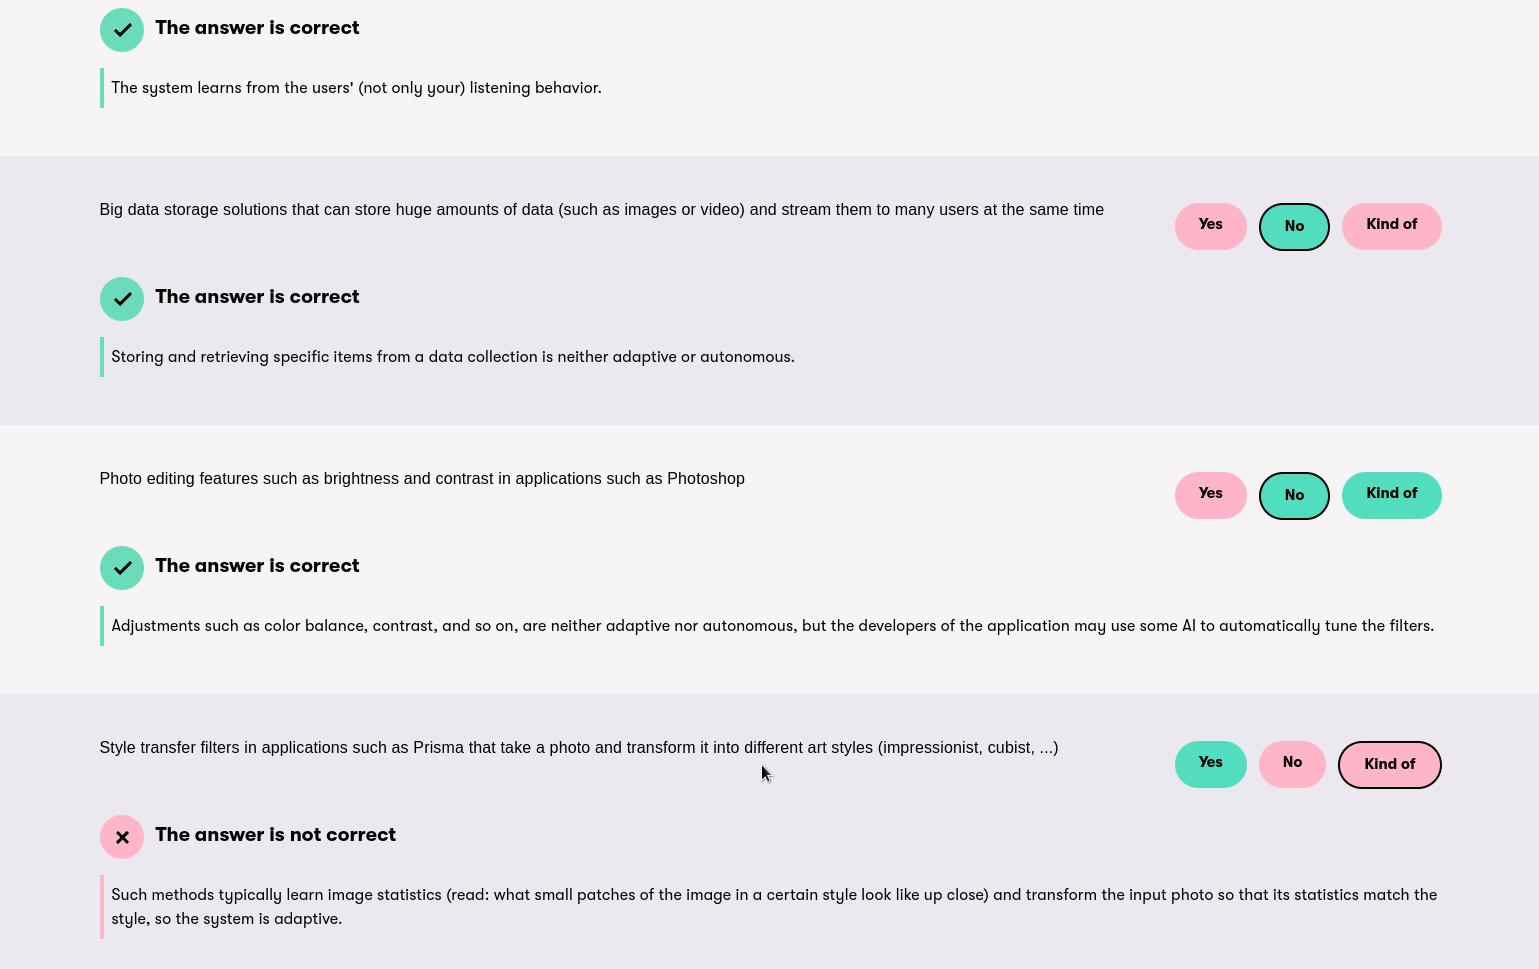 The answer is correct
The system learns from the users' (not only your) listening behavior.
Big data storage solutions that can store huge amounts of data (such as images or video) and stream them to many users at the same time
Yes No Kind of
The answer is correct
Storing and retrieving specific items from a data collection is neither adaptive or autonomous.
Photo editing features such as brightness and contrast in applications such as Photoshop
Yes No Kind of
The answer is correct
Adjustments such as color balance, contrast, and so on, are neither adaptive nor autonomous, but the developers of the application may use some AI to automatically tune the filters.
Style transfer filters in applications such as Prisma that take a photo and transform it into different art styles (impressionist, cubist, ...)
Yes No Kind of
The answer is not correct
Such methods typically learn image statistics (read: what small patches of the image in a certain style look like up close) and transform the input photo so that its statistics match the
style, so the system is adaptive.